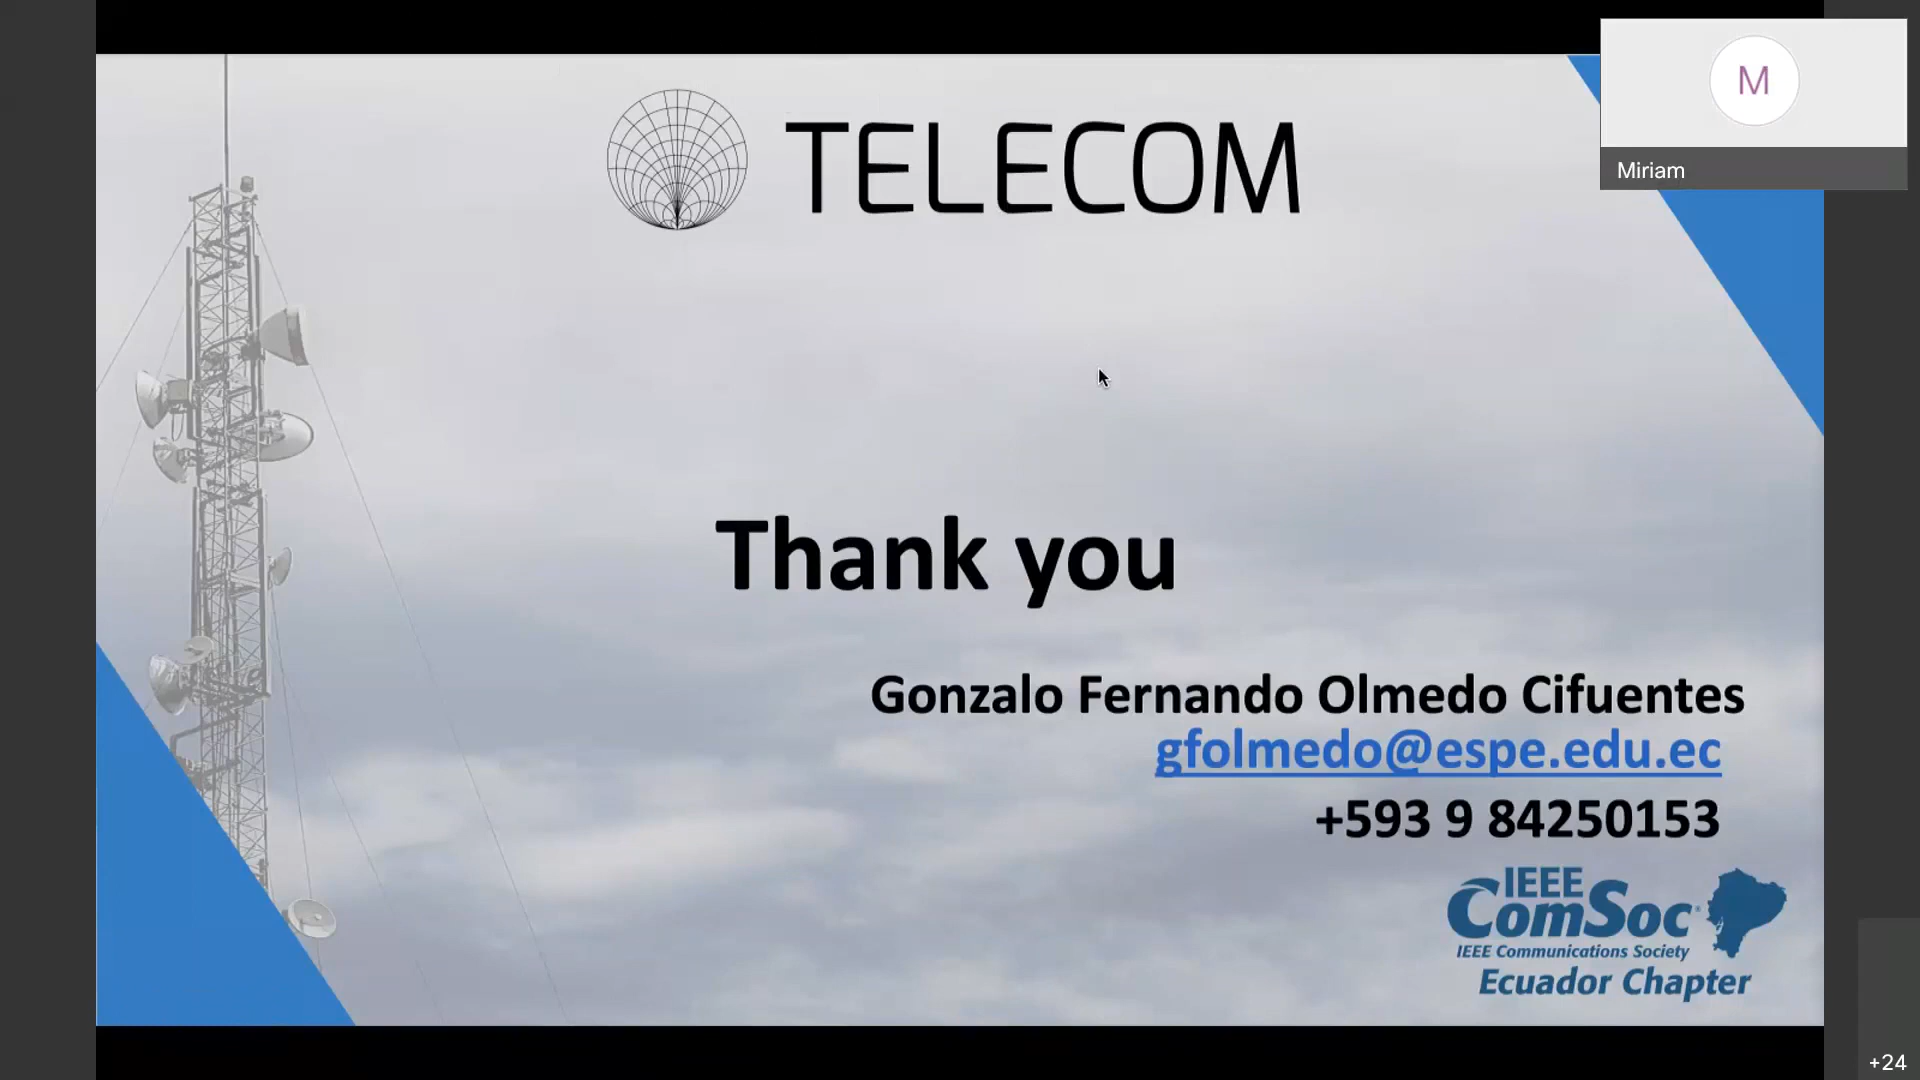 TELECOM
M
Miriam
Thank you
Gonzalo Fernando Olmedo Cifuentes
gfolmedo@espe.edu.ec
+593 9 84250153
IEEE
ComSoc®
IEEE Communications Society
Ecuador Chapter
+24